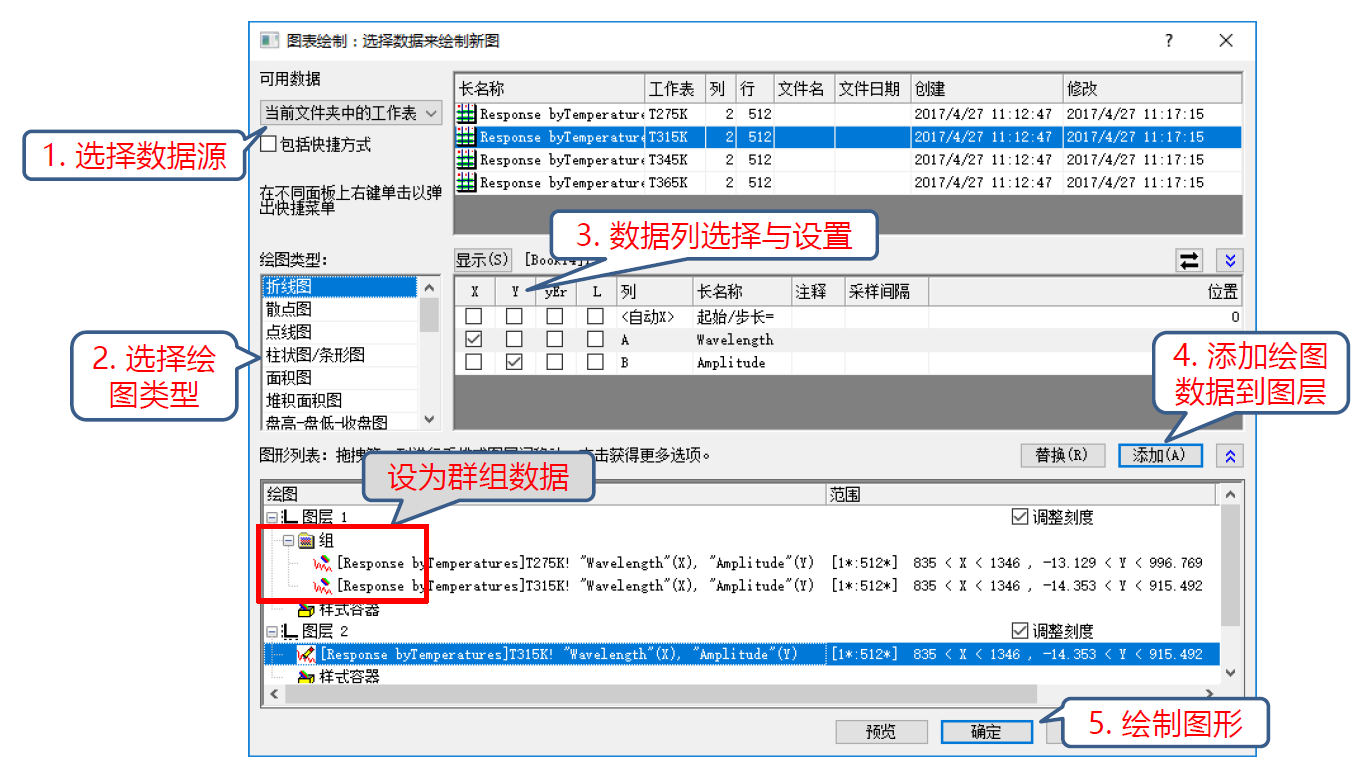 图表绘制：选择数据来绘制新图
?
可用数据
当前文件夹中的工作表
包括快捷方式
在不同面板上右键单击以弹
出快捷菜单
1. 选择数据源
长名称 工作表 列 行 文件名 文件日期 创建 修改
Response byTemperature T275K 2 512 2017/4/27 11:12:47 2017/4/27 11:17:15
Response byTemperature T315K 2 512 2017/4/27 11:12:47 2017/4/27 11:17:15
Response byTemperature T345K 2 512 2017/4/27 11:12:47 2017/4/27 11:17:15
Response byTemperature T365K 2 512 2017/4/27 11:12:47 2017/4/27 11:17:15
3. 数据列选择与设置
绘图类型:
折线图
散点图
点线图
柱状图/条形图
面积图
堆积面积图
盘高-盘低-收盘图
2. 选择绘
图类型
显示(S)
X Y yEr L 列 长名称 注释 采样间隔 位置
<自动X> 起始/步长= 0
A Wavelength
B Amplitude
4. 添加绘图
数据到图层
图形列表: 拖拽 击获得更多选项。
替换(R) 添加(A)
设为群组数据
绘图 范围
图层 1 调整刻度
组
[Response byTemperatures]T275K! "Wavelength"(X), "Amplitude"(Y) [1*:512*] 835 < X < 1346 , -13.129 < Y < 996.769
[Response byTemperatures]T315K! "Wavelength"(X), "Amplitude"(Y) [1*:512*] 835 < X < 1346 , -14.353 < Y < 915.492
样式容器
图层 2 调整刻度
[Response byTemperatures]T315K! "Wavelength"(X), "Amplitude"(Y) [1*:512*] 835 < X < 1346 , -14.353 < Y < 915.492
样式容器
预览 确定
5. 绘制图形